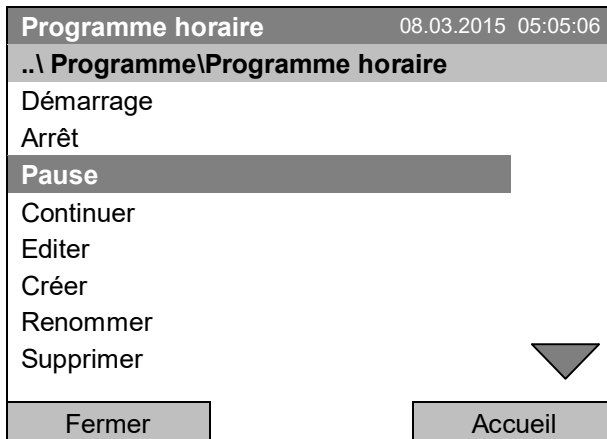 Programme horaire 08.03.2015 05:05:06
..\ Programme\Programme horaire
Démarrage
Arrêt
Pause
Continuer
Editer
Créer
Renommer
Supprimer
Fermer Accueil